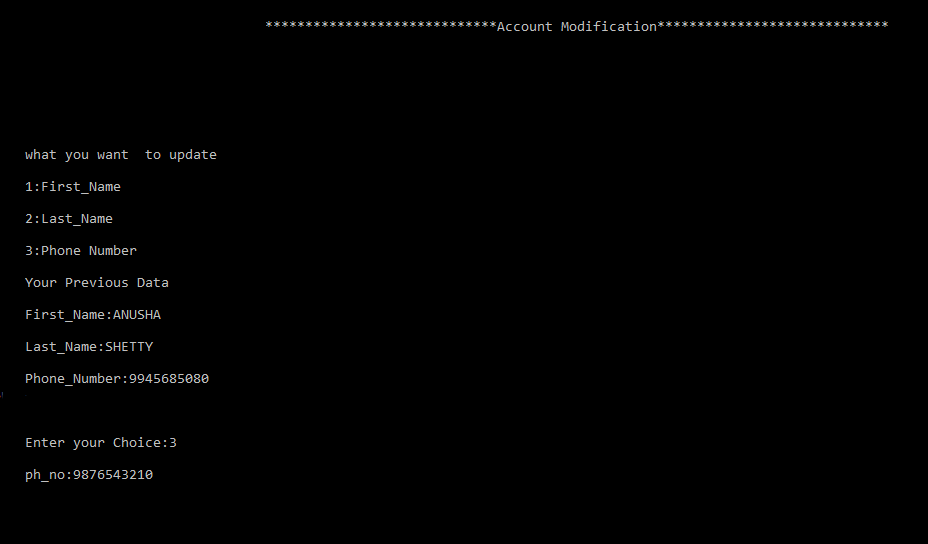 *****************************Account Modification*****************************
what you want  to update
1:First_Name
2:Last_Name
3:Phone Number
Your Previous Data
First_Name:ANUSHA
Last_Name:SHETTY
Phone_Number:9945685080
Enter your Choice:3
ph_no:9876543210